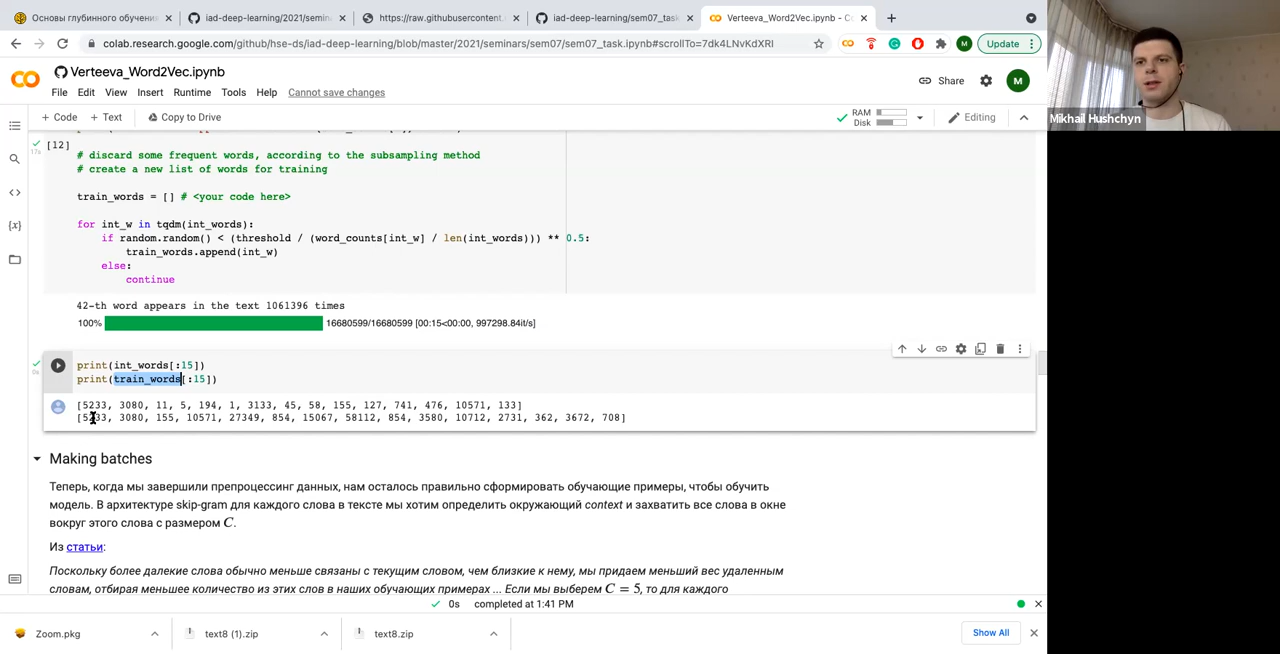 Основы глубинного обучения
iad-deep-learning/2021/semin
https://raw.githubusercontent.
iad-deep-learning/sem07_task.
Verteeva_Word2Vec.ipynb - Co
colab.research.google.com/github/hse-ds/iad-deep-learning/blob/master/2021/seminars/sem07/sem07_task.ipynb#scrollTo=7dk4LNvKdXRI
M
Update
Verteeva_Word2Vec.ipynb
Share
M
File Edit View Insert Runtime Tools Help Cannot save changes
+ Code + Text Copy to Drive
RAM
Disk
Editing
[12]
17s
# discard some frequent words, according to the subsampling method
# create a new list of words for training
train_words = [] # <your code here>
for int_w in tqdm(int_words):
if random.random() < (threshold / (word_counts[int_w] / len(int_words))) ** 0.5:
train_words.append(int_w)
else:
continue
42-th word appears in the text 1061396 times
100% 16680599/16680599 [00:15<00:00, 997298.84it/s]
0s
print(int_words[:15])
print(train_words[:15])
[5233, 3080, 11, 5, 194, 1, 3133, 45, 58, 155, 127, 741, 476, 10571, 133]
[5233, 3080, 155, 10571, 27349, 854, 15067, 58112, 854, 3580, 10712, 2731, 362, 3672, 708]
Making batches
Теперь, когда мы завершили препроцессинг данных, нам осталось правильно сформировать обучающие примеры, чтобы обучить
модель. В архитектуре skip-gram для каждого слова в тексте мы хотим определить окружающий context и захватить все слова в окне
вокруг этого слова с размером C.
Из статьи:
Поскольку более далекие слова обычно меньше связаны с текущим словом, чем близкие к нему, мы придаем меньший вес удаленным
словам, отбирая меньшее количество из этих слов в наших обучающих примерах ... Если мы выберем C = 5, то для каждого
0s completed at 1:41 PM
Zoom.pkg
text8 (1).zip
text8.zip
Show All
Mikhail Hushchyn